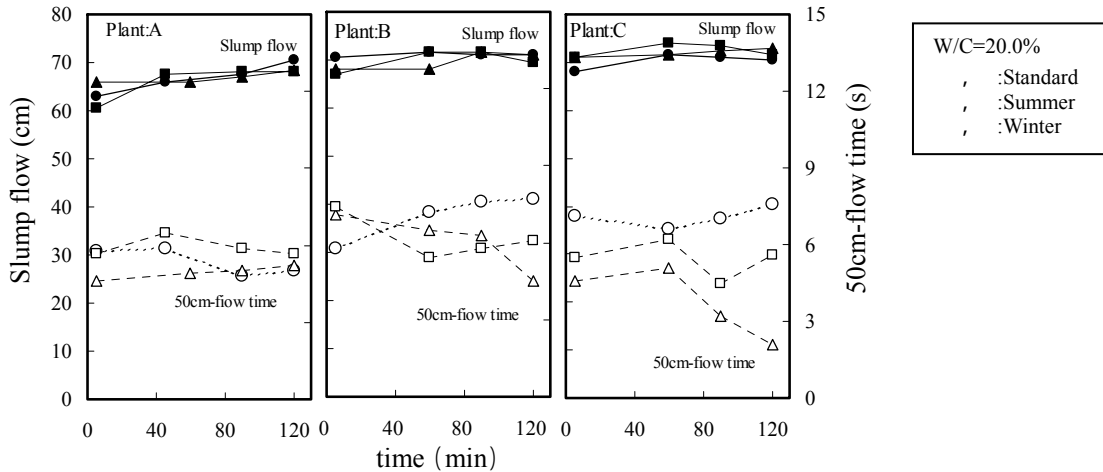 80
70
60
50
40
30
20
10
0
Slump flow (cm)
Plant:A
Slump flow
50cm-fiow time
0 40 80 120
Plant:B
Slump flow
50cm-flow time
0 40 80 120
time (min)
Plant:C
Slump flow
50cm-fiow time
0 40 80 120
15
12
9
6
3
0
50cm-flow time (s)
W/C=20.0%
, :Standard
, :Summer
, :Winter